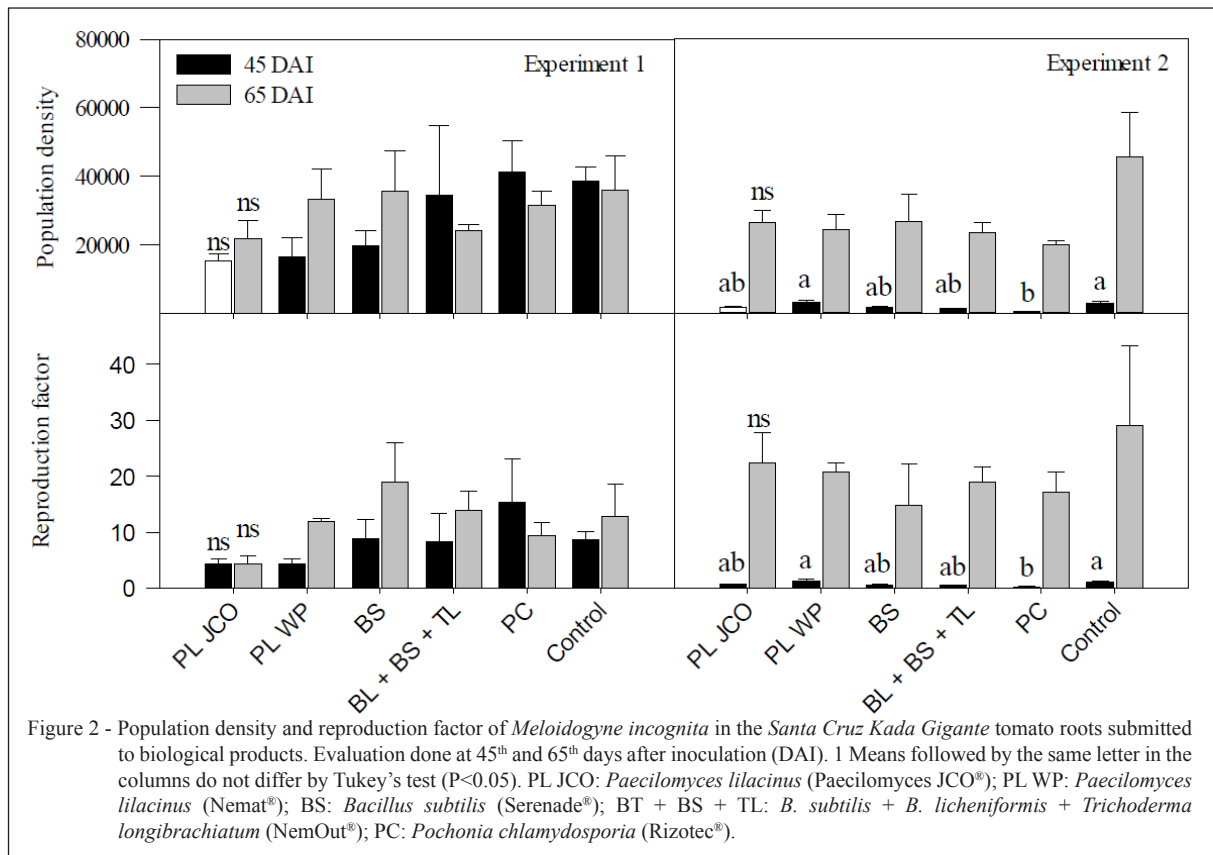 80000
60000
40000
20000
Population density
45 DAI
65 DAI
Experiment 1
ns
ns
Experiment 2
ab
ns
a
ab
ab
b
a
40
30
20
10
0
Reproduction factor
ns
ns
ab
ns
a
ab
ab
b
a
PL JCO
PL WP
BS
BL + BS + TL
PC
Control
PL JCO
PL WP
BS
BL + BS + TL
PC
Control
Figure 2 - Population density and reproduction factor of Meloidogyne incognita in the Santa Cruz Kada Gigante tomato roots submitted
to biological products. Evaluation done at 45th and 65th days after inoculation (DAI). 1 Means followed by the same letter in the
columns do not differ by Tukey's test (P<0.05). PL JCO: Paecilomyces lilacinus (Paecilomyces JCO®); PL WP: Paecilomyces
lilacinus (Nemat®); BS: Bacillus subtilis (Serenade®); BT + BS + TL: B. subtilis + B. licheniformis + Trichoderma
longibrachiatum (NemOut®); PC: Pochonia chlamydosporia (Rizotec®).